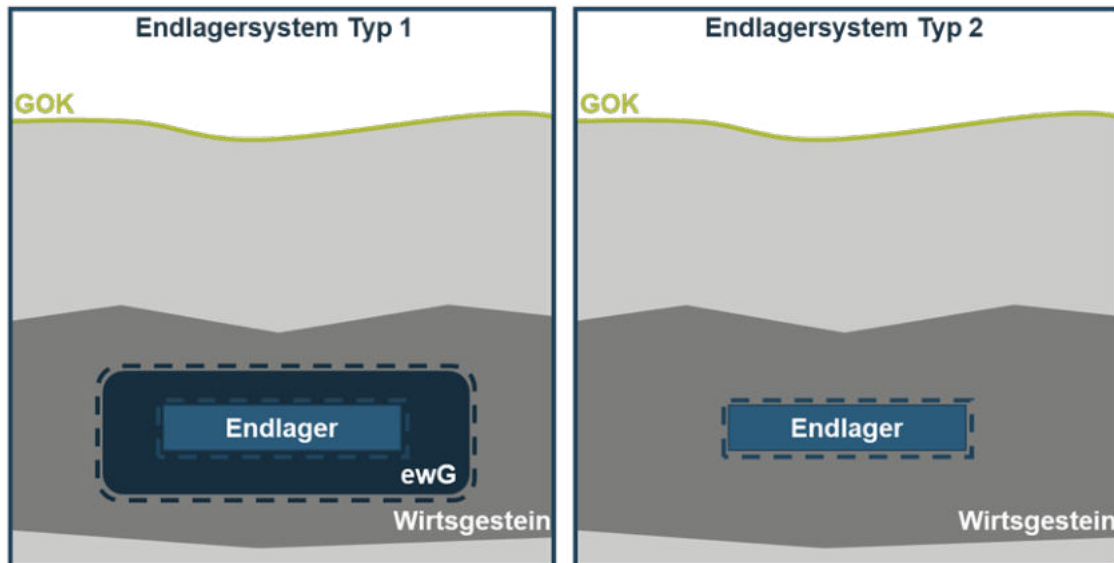 Endlagersystem Typ 1
GOK
Endlager
ewG
Wirtsgestein
Endlagersystem Typ 2
GOK
Endlager
Wirtsgestein